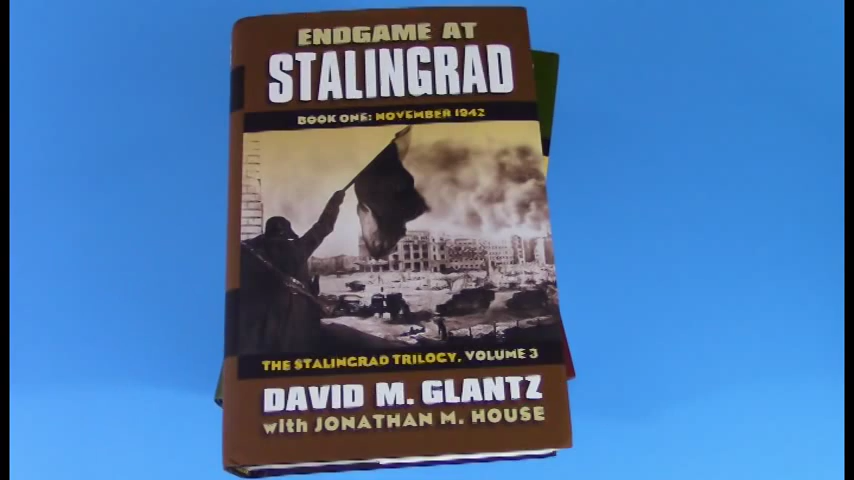 ENDGAME AT
STALINGRAD
BOOK ONE: NOVEMBER 1942
THE STALINGRAD TRILOGY, VOLUME 3
DAVID M. GLANTZ
with JONATHAN M. HOUSE